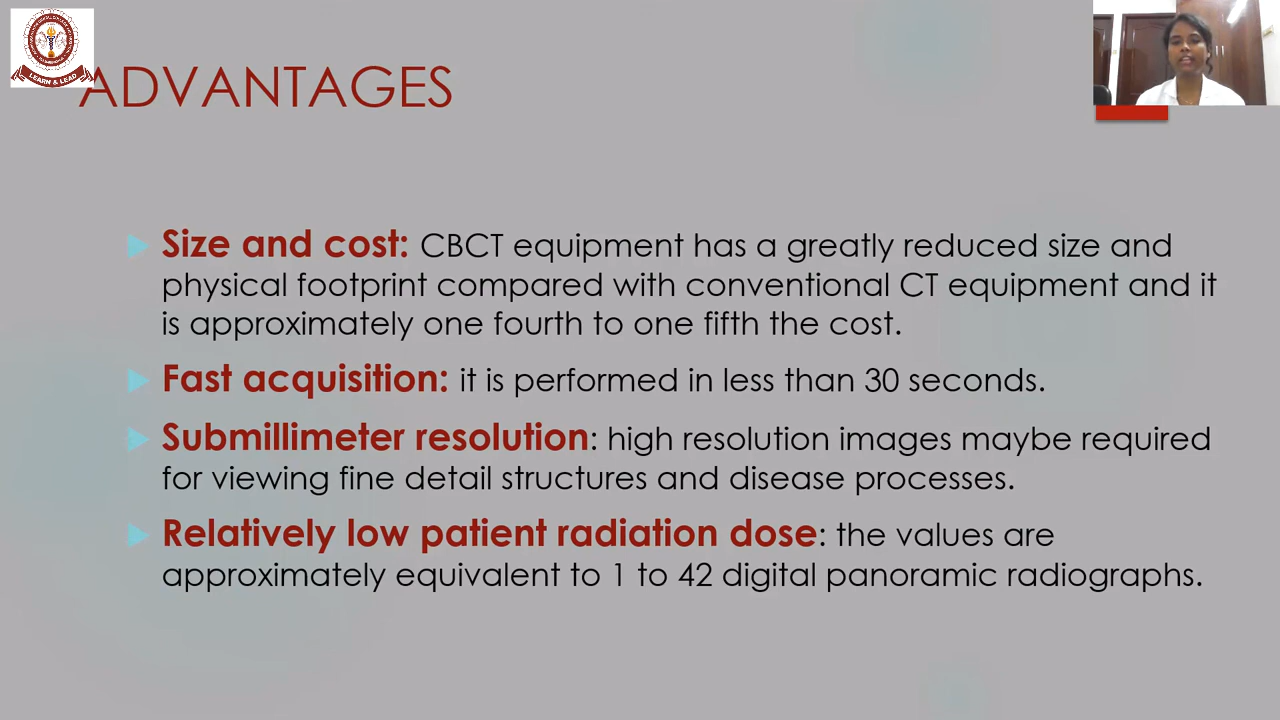 LEARN & LEAD
ADVANTAGES
Size and cost: CBCT equipment has a greatly reduced size and
physical footprint compared with conventional CT equipment and it
is approximately one fourth to one fifth the cost.
Fast acquisition: it is performed in less than 30 seconds.
Submillimeter resolution: high resolution images maybe required
for viewing fine detail structures and disease processes.
Relatively low patient radiation dose: the values are
approximately equivalent to 1 to 42 digital panoramic radiographs.